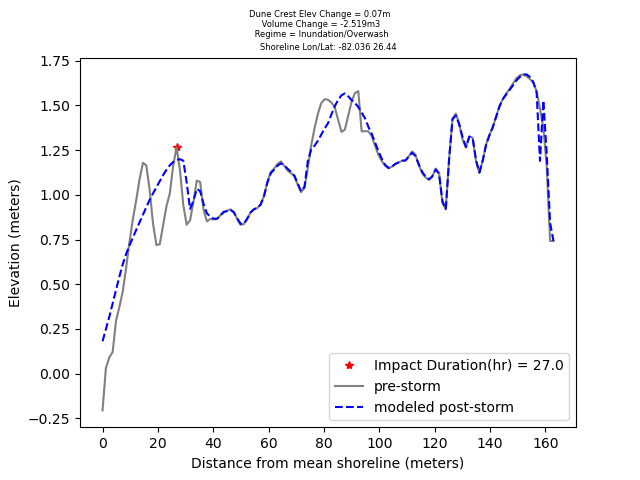 Dune Crest Elev Change = 0.07m
Volume Change = -2.519m3
Regime = Inundation/Overwash
Shoreline Lon/Lat: -82.036 26.44
1.75
1.50
1.25
1.00
0.75
0.50
0.25
0.00
−0.25
Elevation (meters)
Impact Duration(hr) = 27.0
pre-storm
modeled post-storm
0 20 40 60 80 100 120 140 160
Distance from mean shoreline (meters)